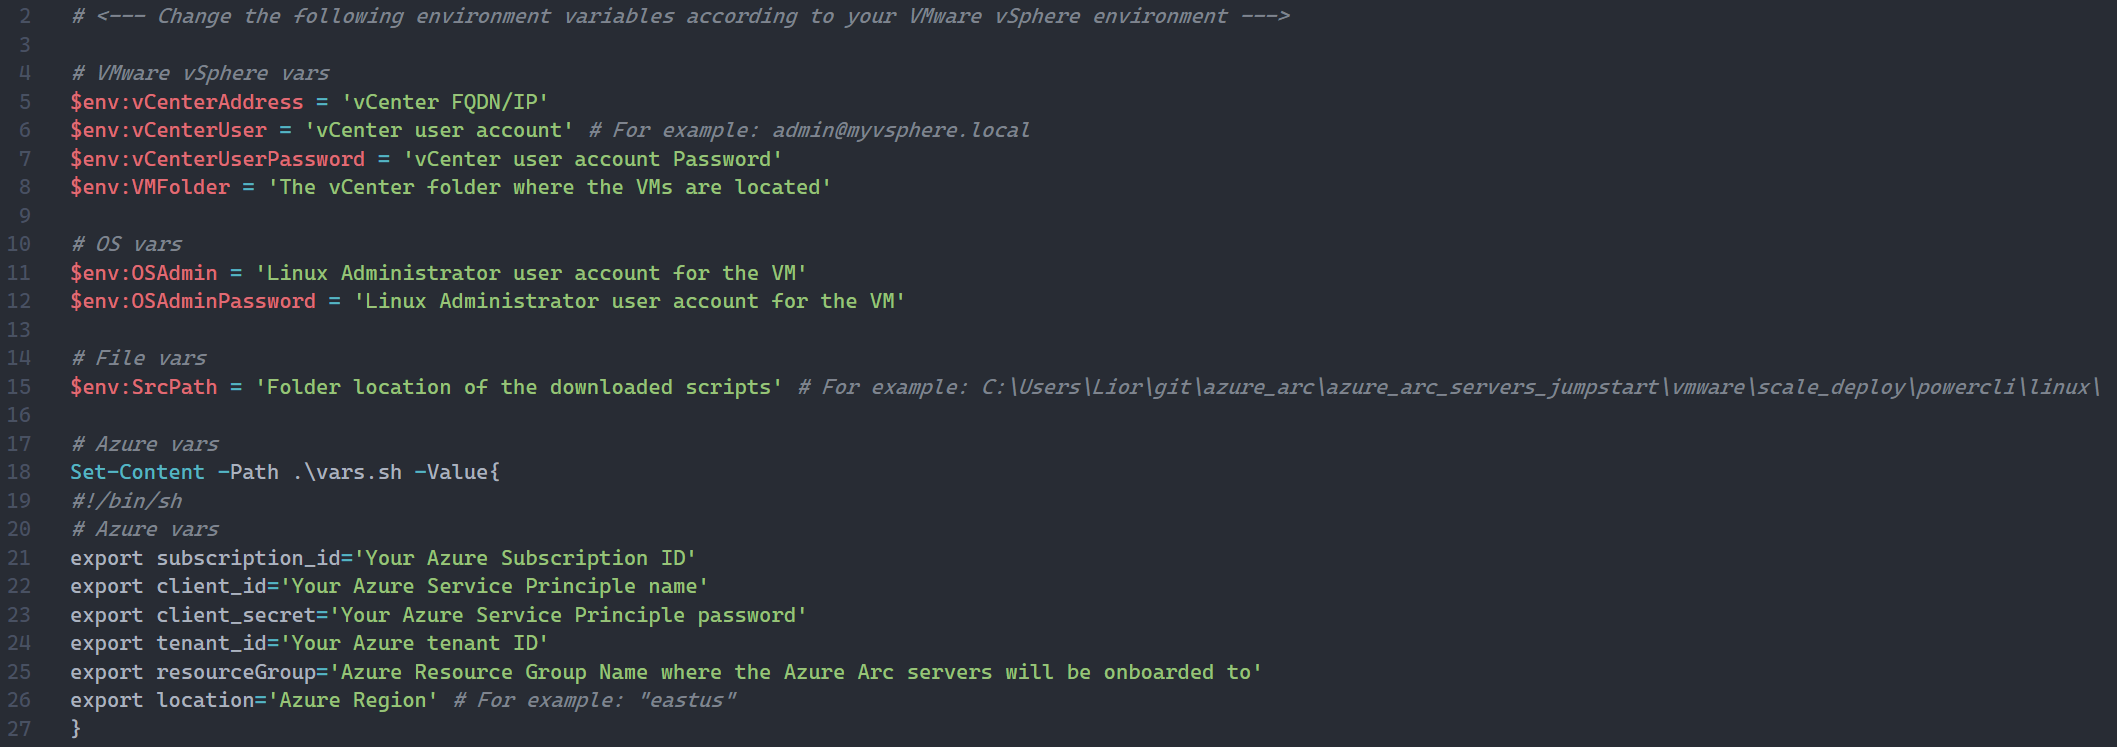 2 # <--- Change the following environment variables according to your VMware vSphere environment --->
3
4 # VMware vSphere vars
5 $env:vCenterAddress = 'vCenter FQDN/IP'
6 $env:vCenterUser = 'vCenter user account' # For example: admin@myvsphere.local
7 $env:vCenterUserPassword = 'vCenter user account Password'
8 $env:VMFolder = 'The vCenter folder where the VMs are located'
9
10 # OS vars
11 $env:OSAdmin = 'Linux Administrator user account for the VM'
12 $env:OSAdminPassword = 'Linux Administrator user account for the VM'
13
14 # File vars
15 $env:SrcPath = 'Folder location of the downloaded scripts' # For example: C:\Users\Lior\git\azure_arc\azure_arc_servers_jumpstart\vmware\scale_deploy\powercli\linux\
16
17 # Azure vars
18 Set-Content -Path .\vars.sh -Value{
19 #!/bin/sh
20 # Azure vars
21 export subscription_id='Your Azure Subscription ID'
22 export client_id='Your Azure Service Principle name'
23 export client_secret='Your Azure Service Principle password'
24 export tenant_id='Your Azure tenant ID'
25 export resourceGroup='Azure Resource Group Name where the Azure Arc servers will be onboarded to'
26 export location='Azure Region' # For example: "eastus"
27 }